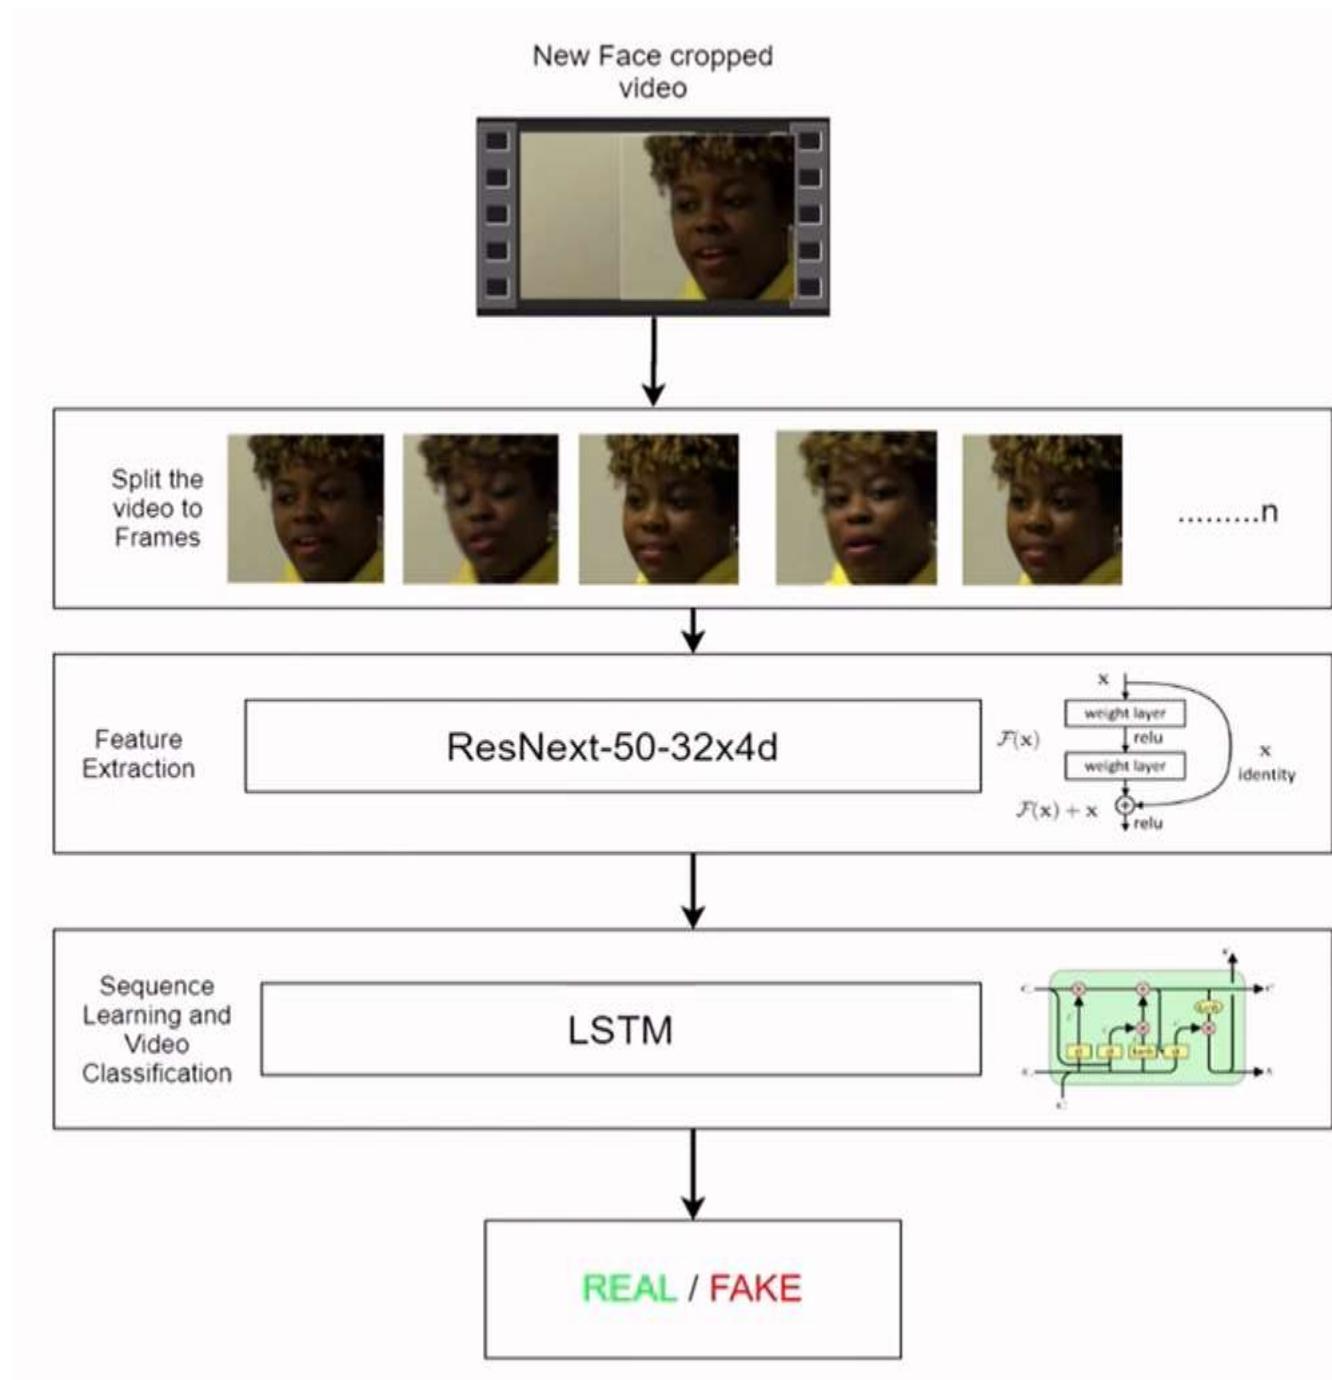 New Face cropped
video
Split the
video to
Frames
.........n
Feature
Extraction
ResNext-50-32x4d
x
weight layer
relu
F(x)
weight layer
x
identity
F(x) + x
relu
Sequence
Learning and
Video
Classification
LSTM
tanh
REAL / FAKE